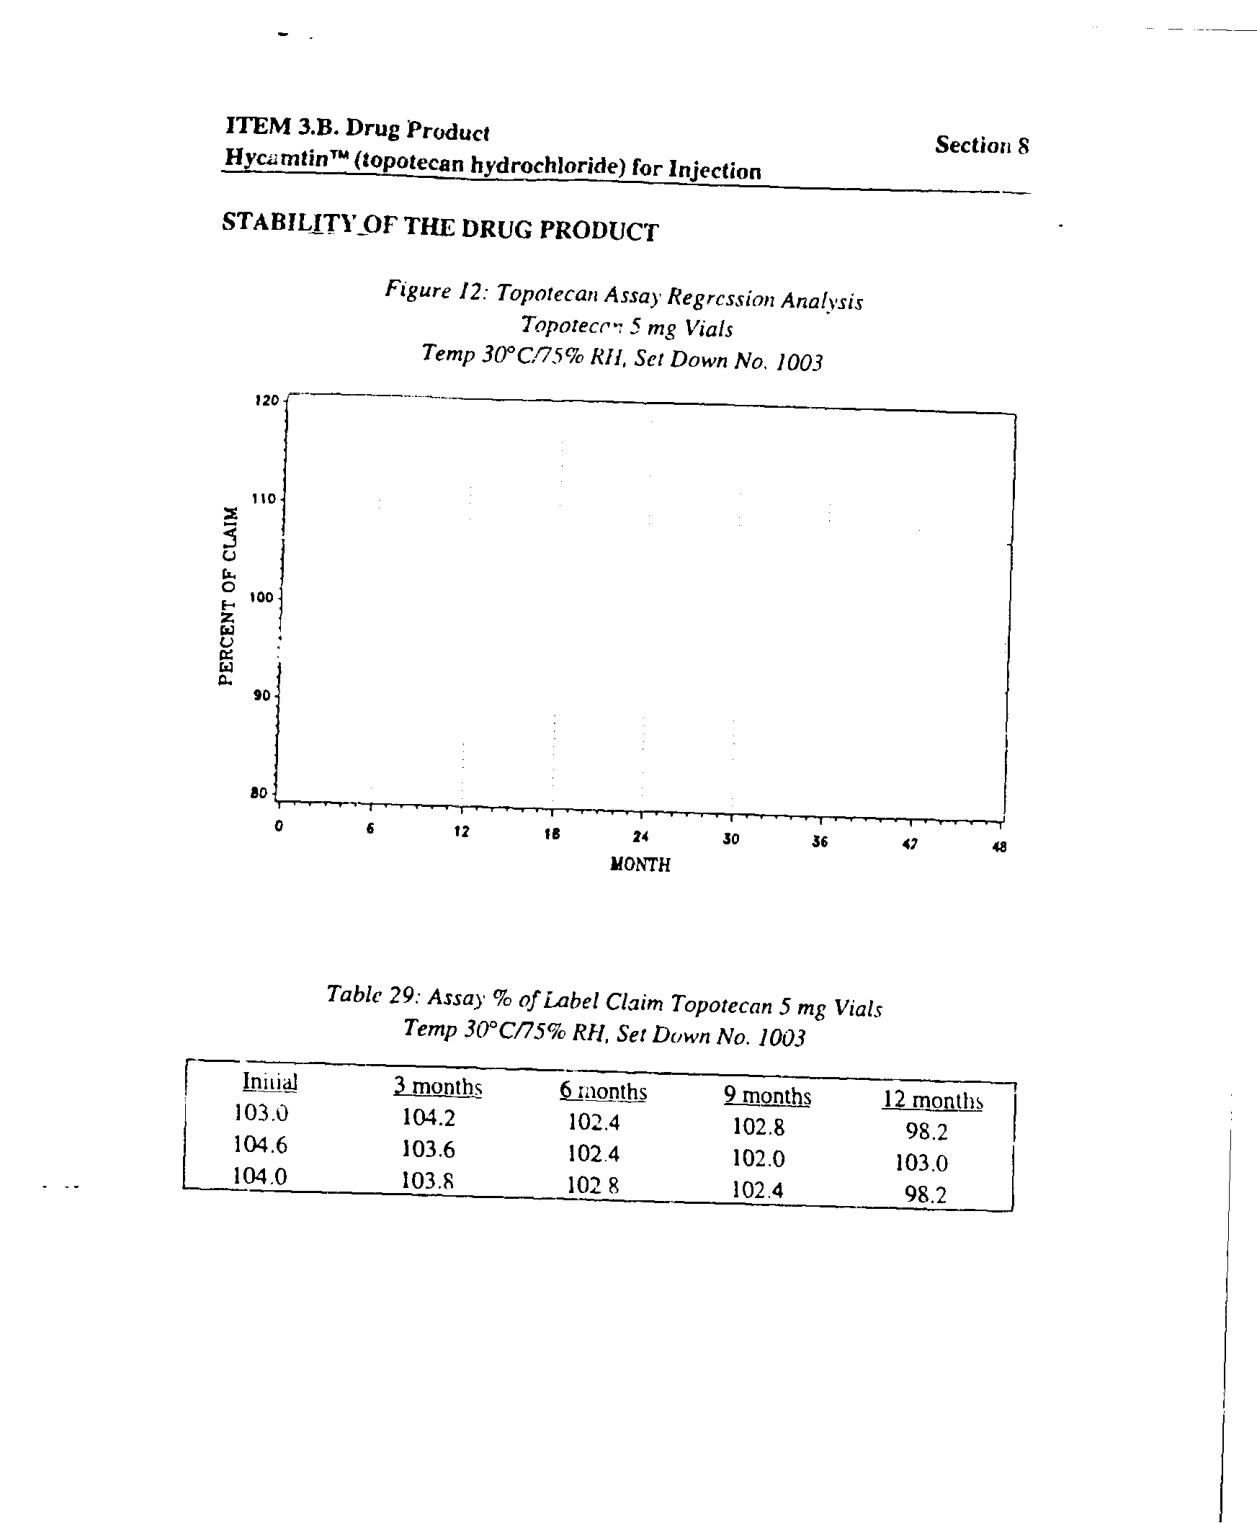 ITEM 3.B. Drug Product
Section 8
Hycamtin™ (topotecan hydrochloride) for Injection
STABILITY OF THE DRUG PRODUCT
Figure 12: Topotecan Assay Regression Analysis
Topotecan 5 mg Vials
Temp 30°C/75% RH, Set Down No. 1003
120
110
100
90
80
PERCENT OF CLAIM
0 6 12 18 24 30 36 42 48
MONTH
Table 29: Assay % of Label Claim Topotecan 5 mg Vials
Temp 30°C/75% RH, Set Down No. 1003
Initial 3 months 6 months 9 months 12 months
103.0 104.2 102.4 102.8 98.2
104.6 103.6 102.4 102.0 103.0
104.0 103.8 102.8 102.4 98.2